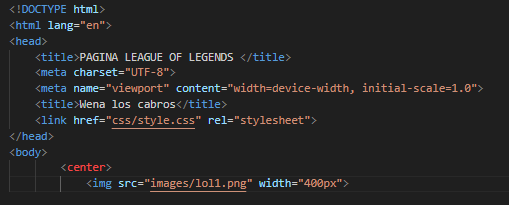 <!DOCTYPE html>
<html lang="en">
<head>
    <title>PAGINA LEAGUE OF LEGENDS </title>
    <meta charset="UTF-8">
    <meta name="viewport" content="width=device-width, initial-scale=1.0">
    <title>Wena los cabros</title>
    <link href="css/style.css" rel="stylesheet">
</head>
<body>
        <center>
            <img src="images/lol1.png" width="400px">